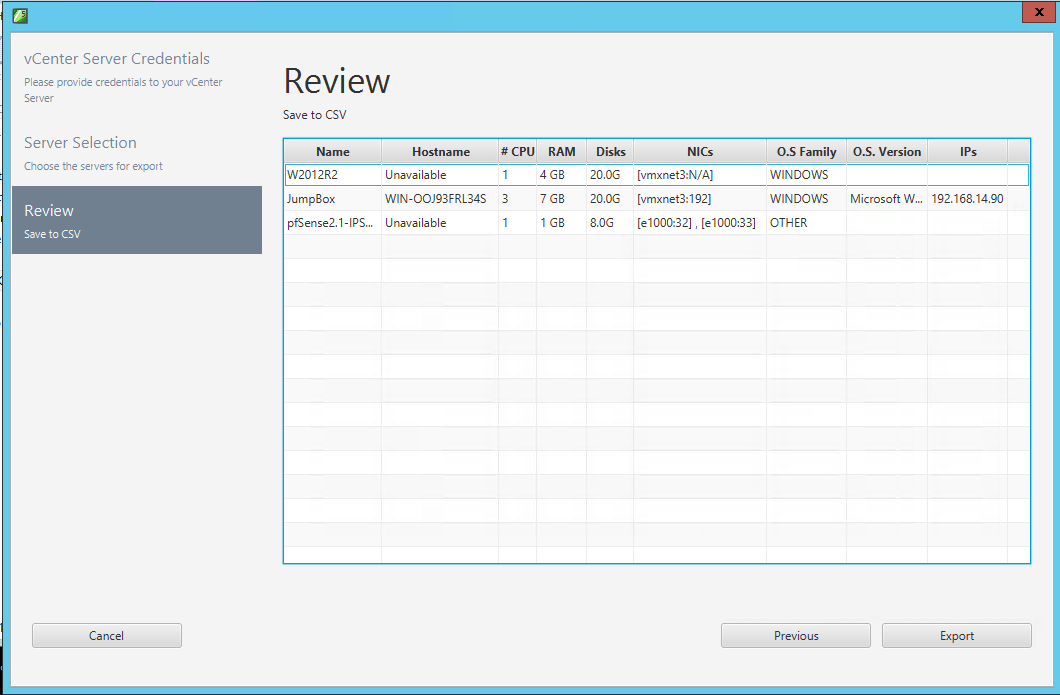 x
vCenter Server Credentials
Please provide credentials to your vCenter
Server
Server Selection
Choose the servers for export
Review
Save to CSV
Review
Save to CSV
Name Hostname # CPU RAM Disks NICs O.S Family O.S. Version IPs
W2012R2 Unavailable 1 4 GB 20.0G [vmxnet3:N/A] WINDOWS
JumpBox WIN-OOJ93FRL34S 3 7 GB 20.0G [vmxnet3:192] WINDOWS Microsoft W... 192.168.14.90
pfSense2.1-IPS... Unavailable 1 1 GB 8.0G [e1000:32] , [e1000:33] OTHER
Cancel Previous Export